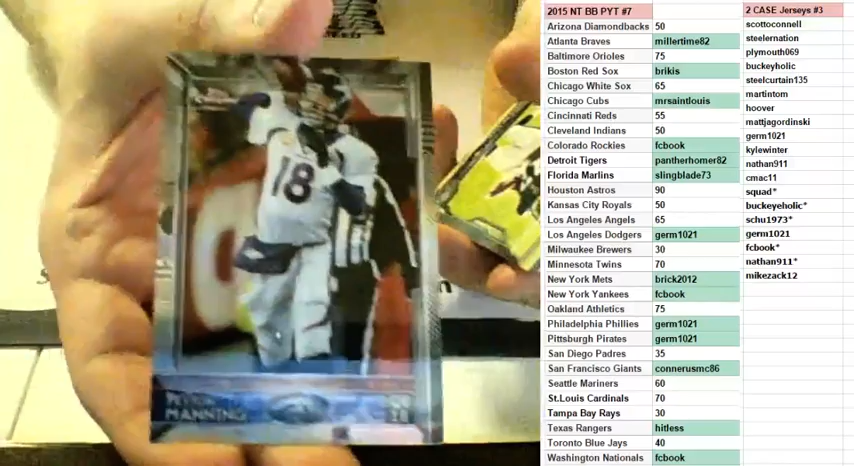 18
PEYTON
MANNING
2015 NT BB PYT #7
Arizona Diamondbacks 50
Atlanta Braves millertime82
Baltimore Orioles 75
Boston Red Sox brikis
Chicago White Sox 65
Chicago Cubs mrsaintlouis
Cincinnati Reds 55
Cleveland Indians 50
Colorado Rockies fcbook
Detroit Tigers pantherhomer82
Florida Marlins slingblade73
Houston Astros 90
Kansas City Royals 50
Los Angeles Angels 65
Los Angeles Dodgers germ1021
Milwaukee Brewers 30
Minnesota Twins 70
New York Mets brick2012
New York Yankees fcbook
Oakland Athletics 75
Philadelphia Phillies germ1021
Pittsburgh Pirates germ1021
San Diego Padres 35
San Francisco Giants connerusmc86
Seattle Mariners 60
St.Louis Cardinals 70
Tampa Bay Rays 30
Texas Rangers hitless
Toronto Blue Jays 40
Washington Nationals fcbook
2 CASE Jerseys #3
scottoconnell
steelernation
plymouth069
buckeyholic
steelcurtain135
martintom
hoover
mattjagordinski
germ1021
kylewinter
nathan911
cmac11
squad*
buckeyeholic*
schu1973*
germ1021
fcbook*
nathan911*
mikezack12